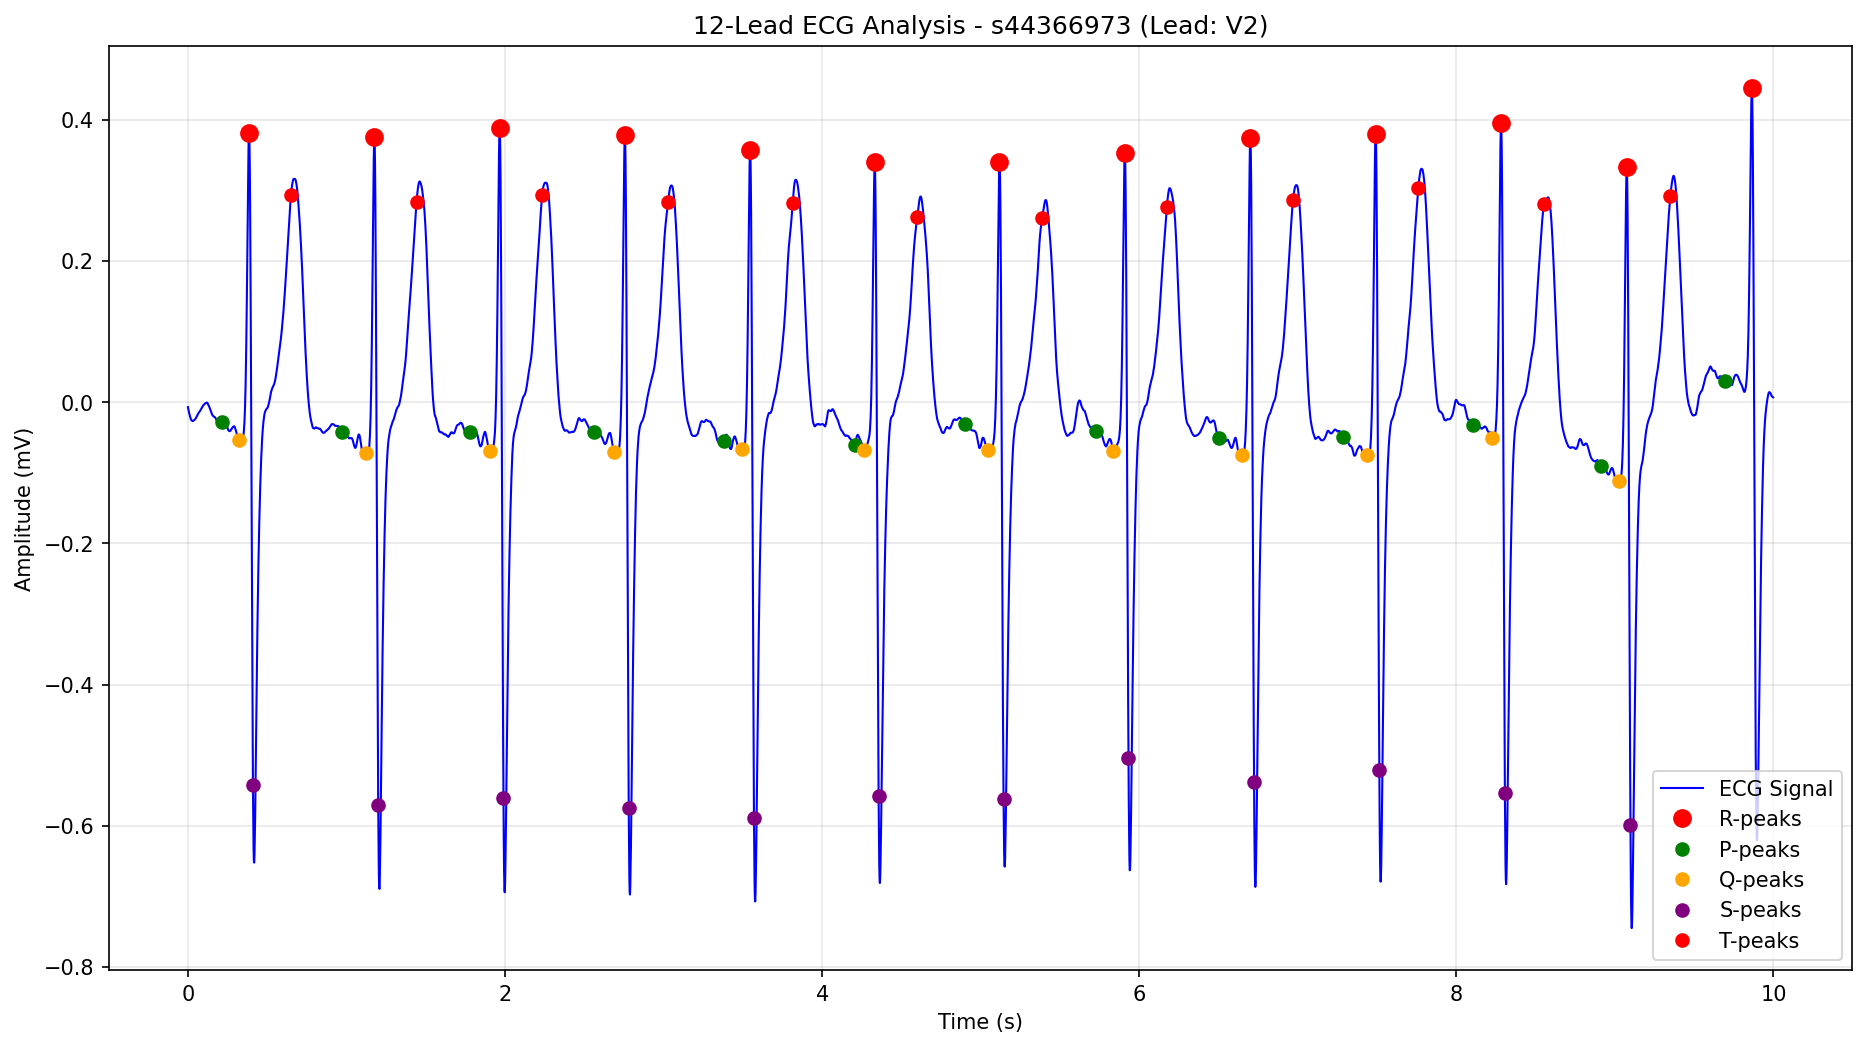 12-Lead ECG Analysis - s44366973 (Lead: V2)
Amplitude (mV)
0.4
0.2
0.0
−0.2
−0.4
−0.6
−0.8
0 2 4 6 8 10
Time (s)
ECG Signal
R-peaks
P-peaks
Q-peaks
S-peaks
T-peaks